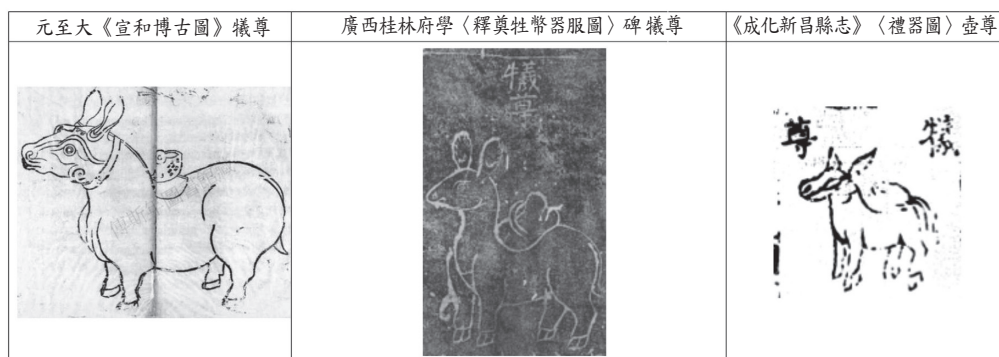 元至大《宣和博古圖》犧尊
廣西桂林府學〈釋奠牲幣器服圖〉碑犧尊
《成化新昌縣志》〈禮器圖〉壺尊
犧尊
犧尊